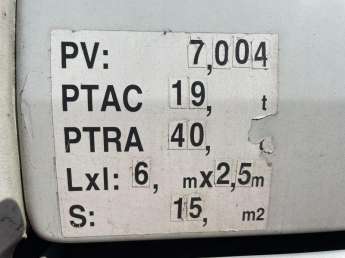 PV: 7,004
PTAC 19, t
PTRA 40,
Lxl: 6, mx2,5m
S: 15, m2